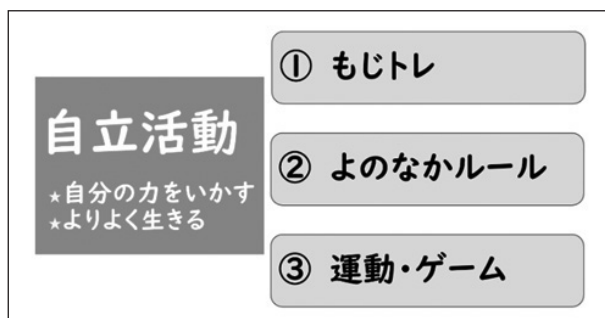 自立活動
★自分の力をいかす
★よりよく生きる
① もじトレ
② よのなかルール
③ 運動・ゲーム